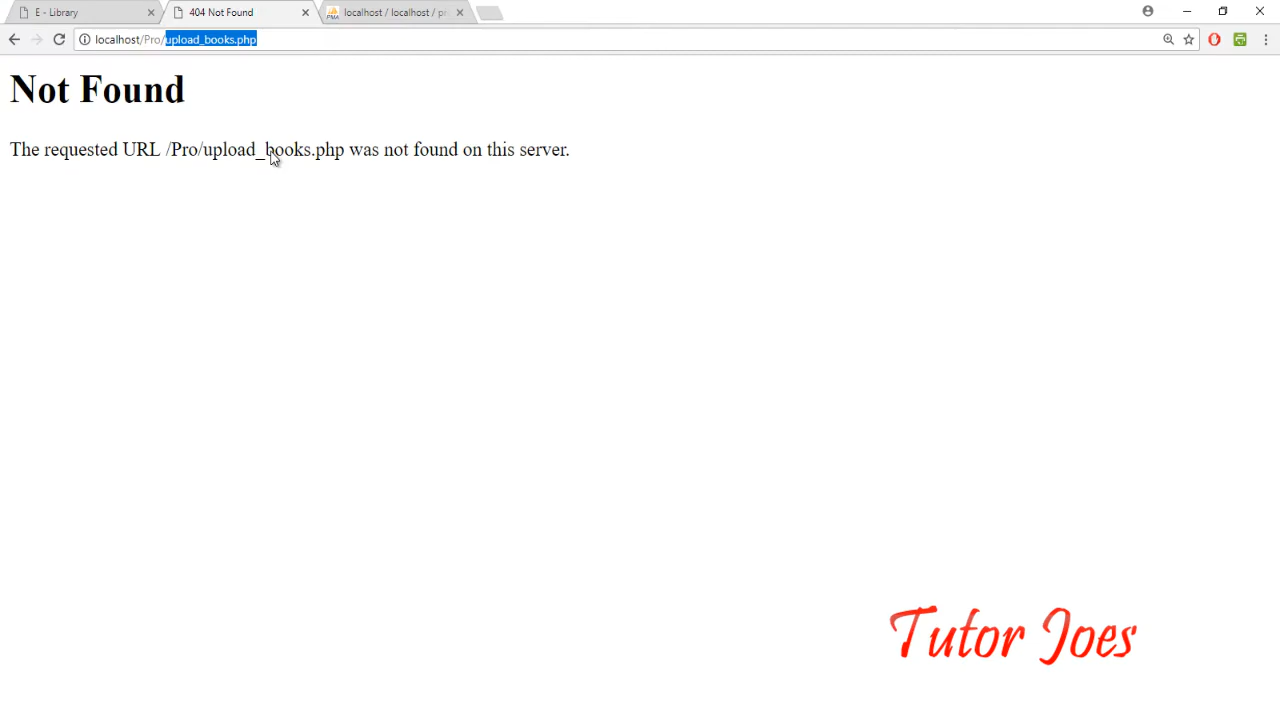 E - Library
404 Not Found
localhost / localhost / pr
localhost/Pro/upload_books.php
Not Found
The requested URL /Pro/upload_books.php was not found on this server.
Tutor Joes